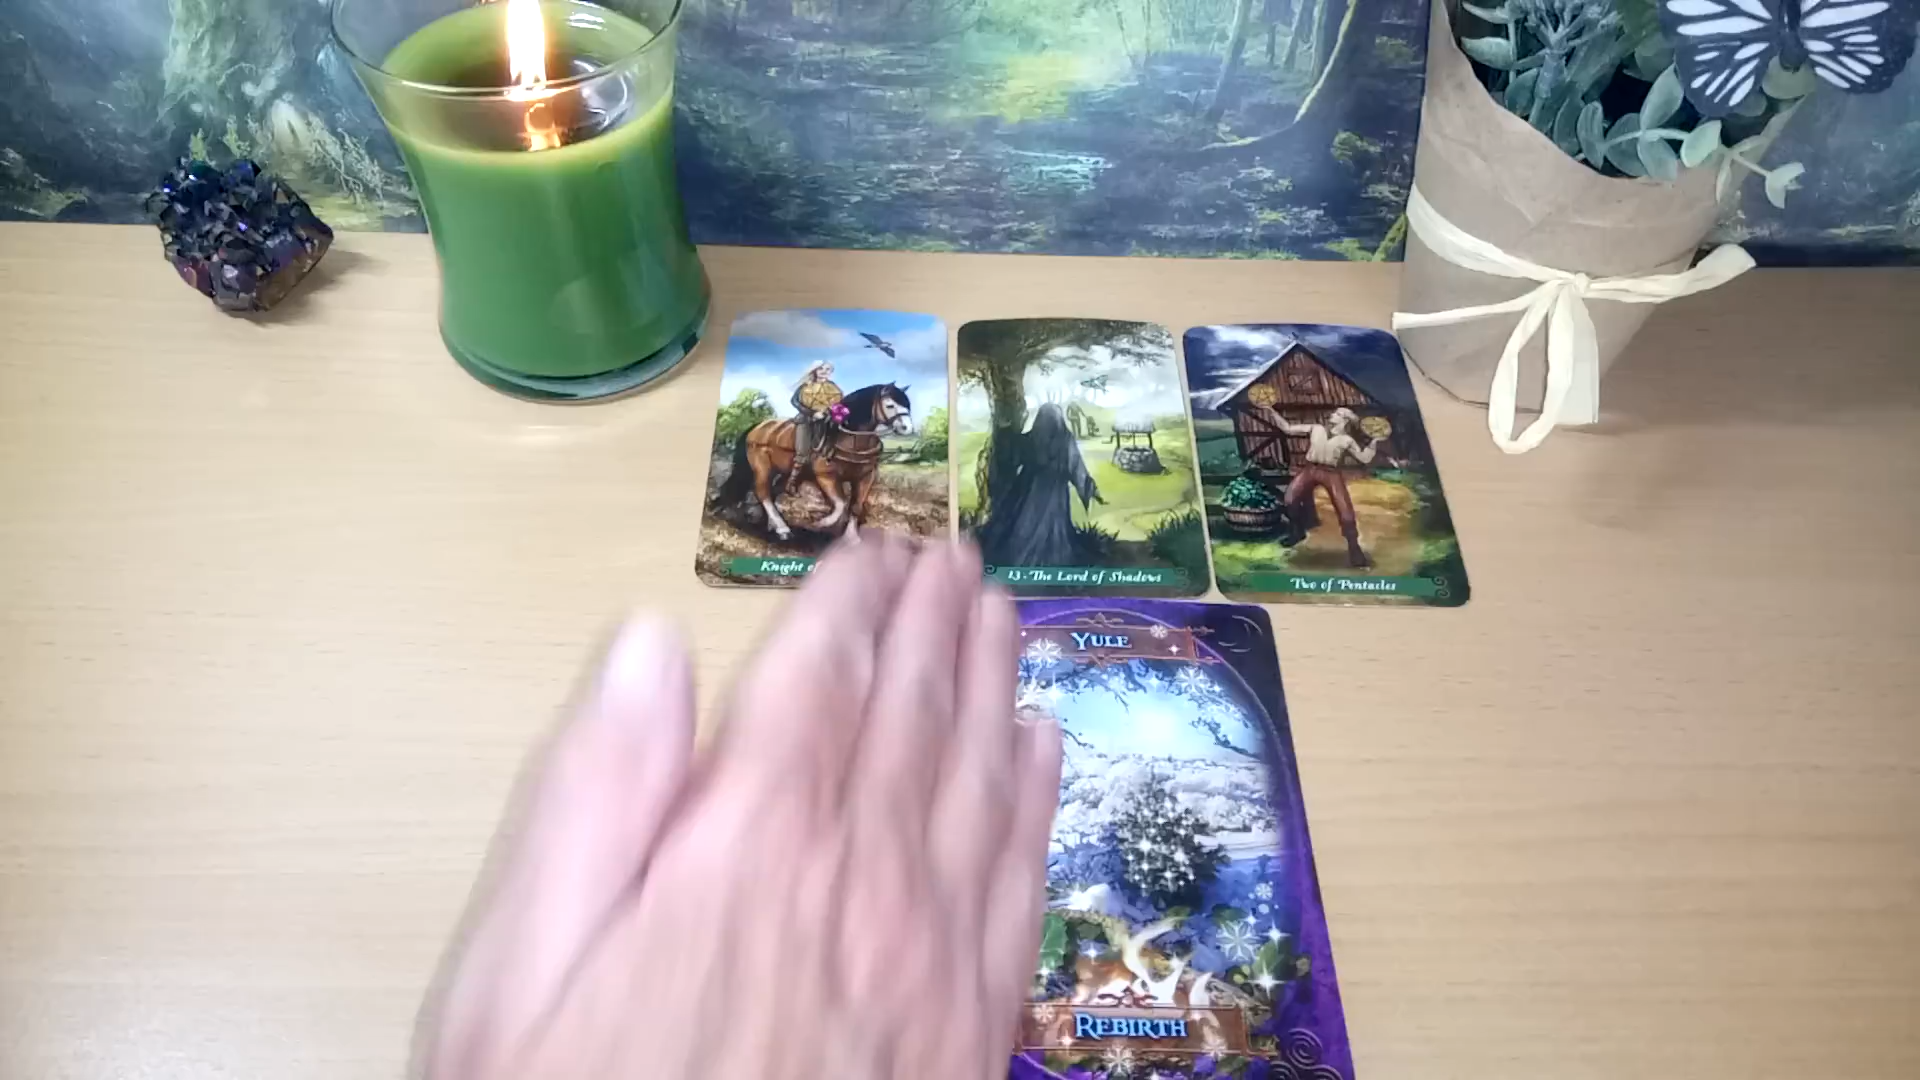 Knight of
13 - The Lord of Shadows
Two of Pentacles
YULE
REBIRTH